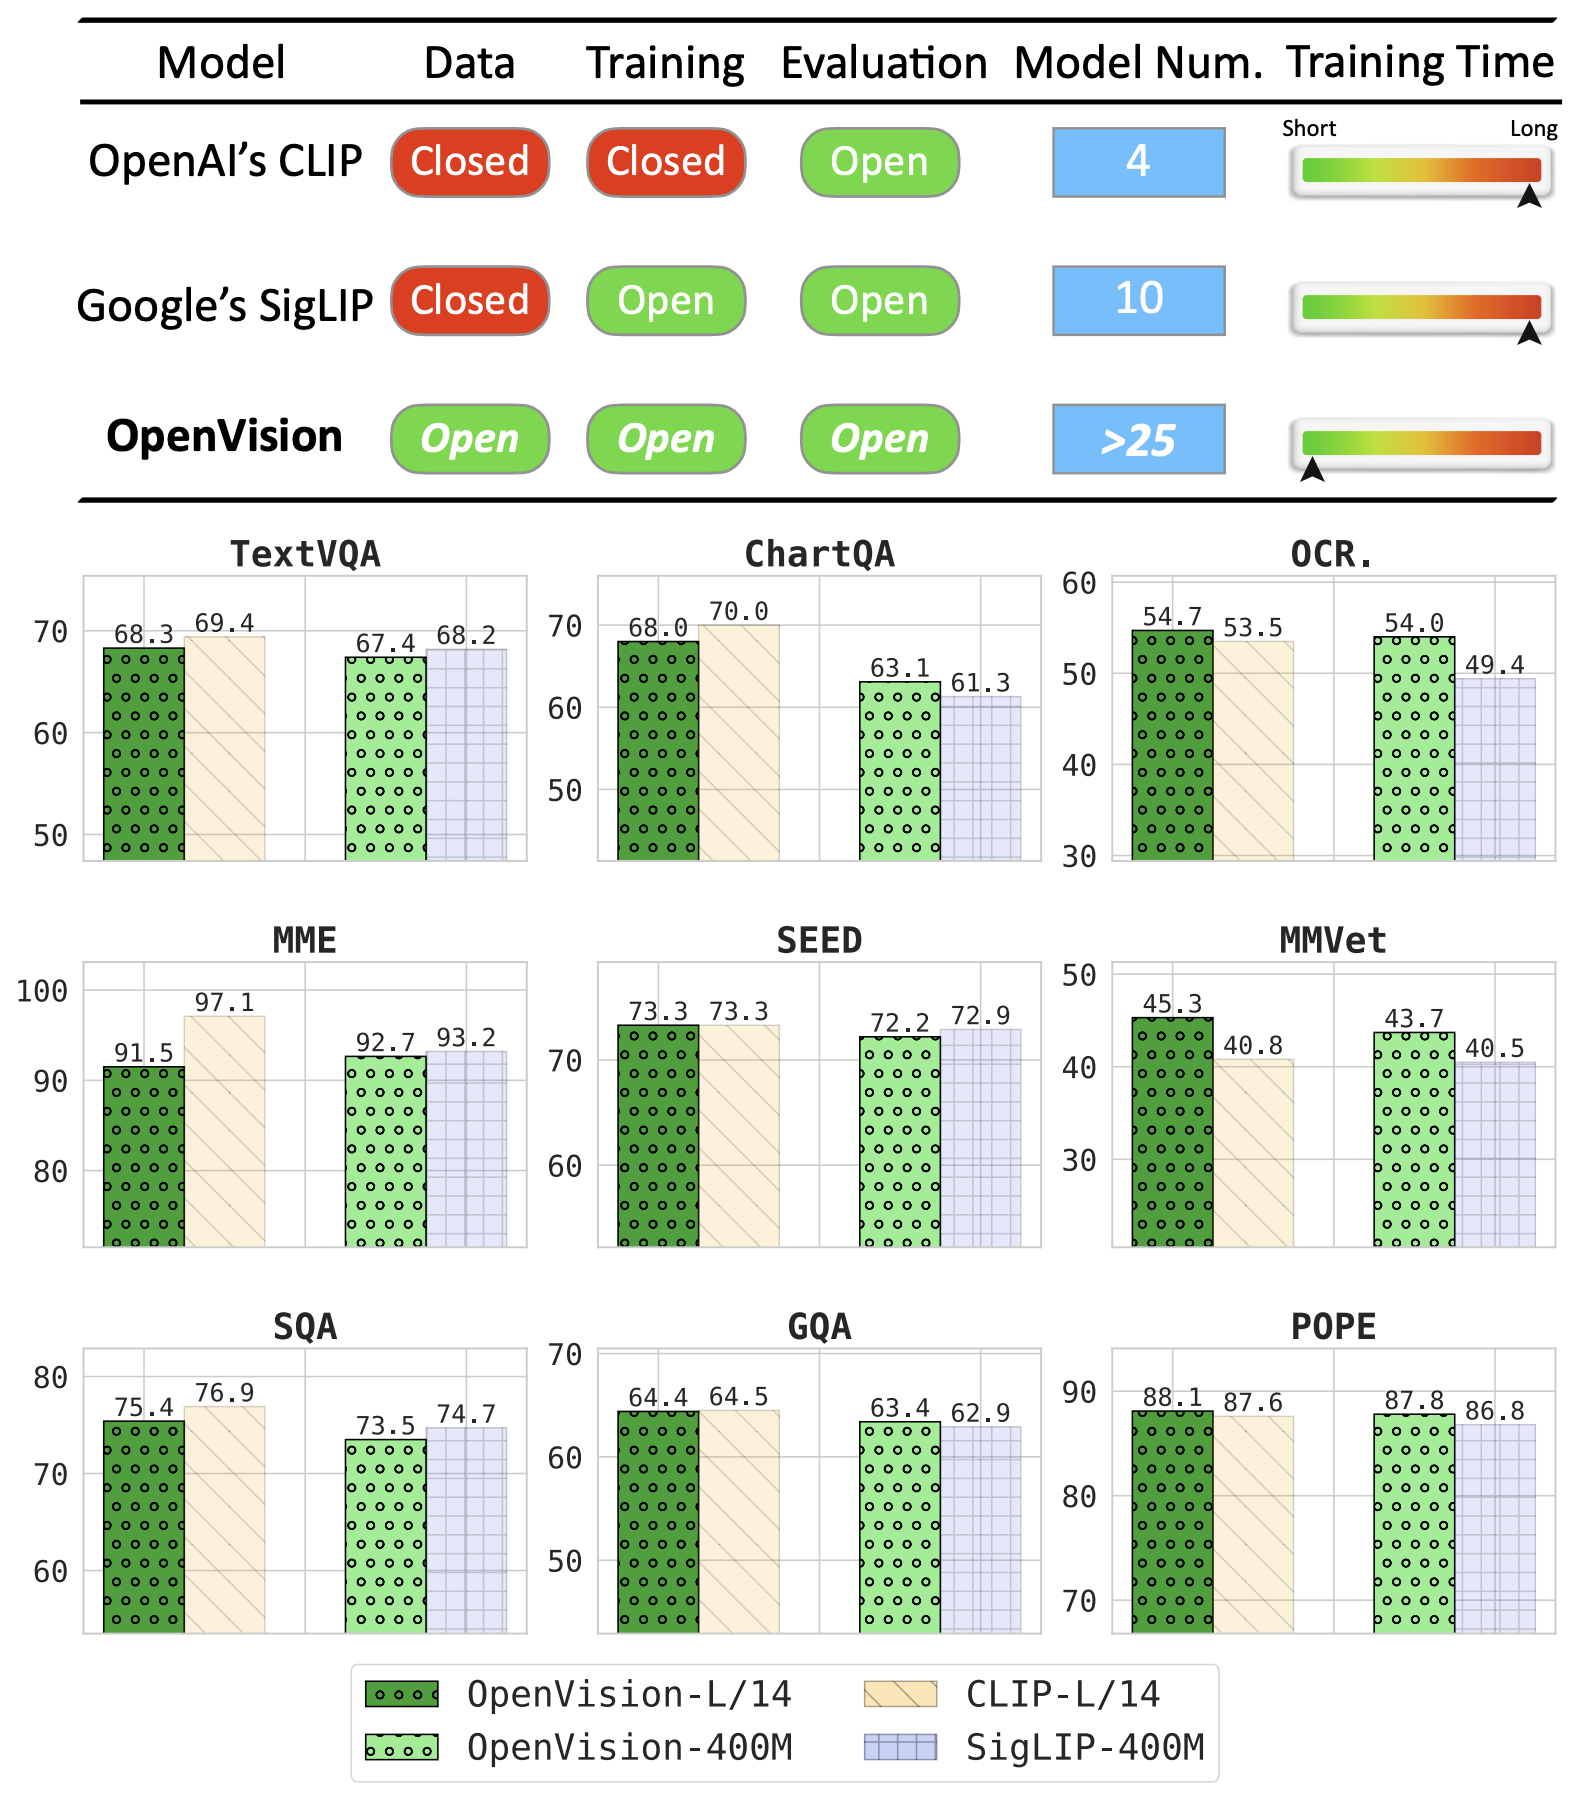 Model Data Training Evaluation Model Num. Training Time
Short Long
OpenAI's CLIP Closed Closed Open 4
Google's SigLIP Closed Open Open 10
OpenVision Open Open Open >25
TextVQA ChartQA OCR.
70 60 50
68.3 69.4 67.4 68.2
70 60 50
68.0 70.0 63.1 61.3
60 50 40 30
54.7 53.5 54.0 49.4
MME SEED MMVet
100 90 80
91.5 97.1 92.7 93.2
70 60
73.3 73.3 72.2 72.9
50 40 30
45.3 40.8 43.7 40.5
SQA GQA POPE
80 70 60
75.4 76.9 73.5 74.7
70 60 50
64.4 64.5 63.4 62.9
90 80 70
88.1 87.6 87.8 86.8
OpenVision-L/14 CLIP-L/14
OpenVision-400M SigLIP-400M